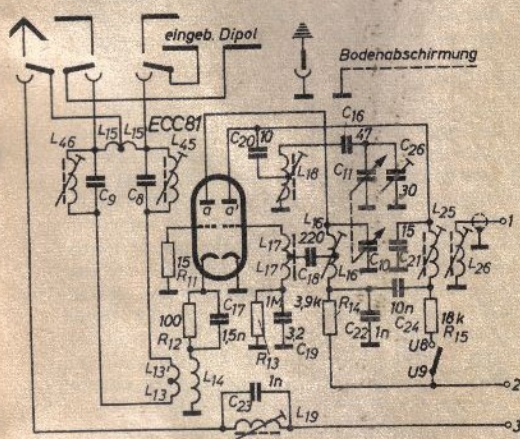 eingeb. Dipol
Bodenabschirmung
C16
47
L15 L15 ECC81
C20 10
L46
L45
C9
C8
L18
C11
C26
30
a a'
L16
15
L25
1
L17
220
L17
C18
L16
C10
C21
L26
15
R11
C17
1,5n
1M
3,9k
R14
10n
100
R12
R13
3,2
C19
C22 1n
C24
18k
R15
L13'
L13
L14
U8
U9
1n
C23
2
L19
3